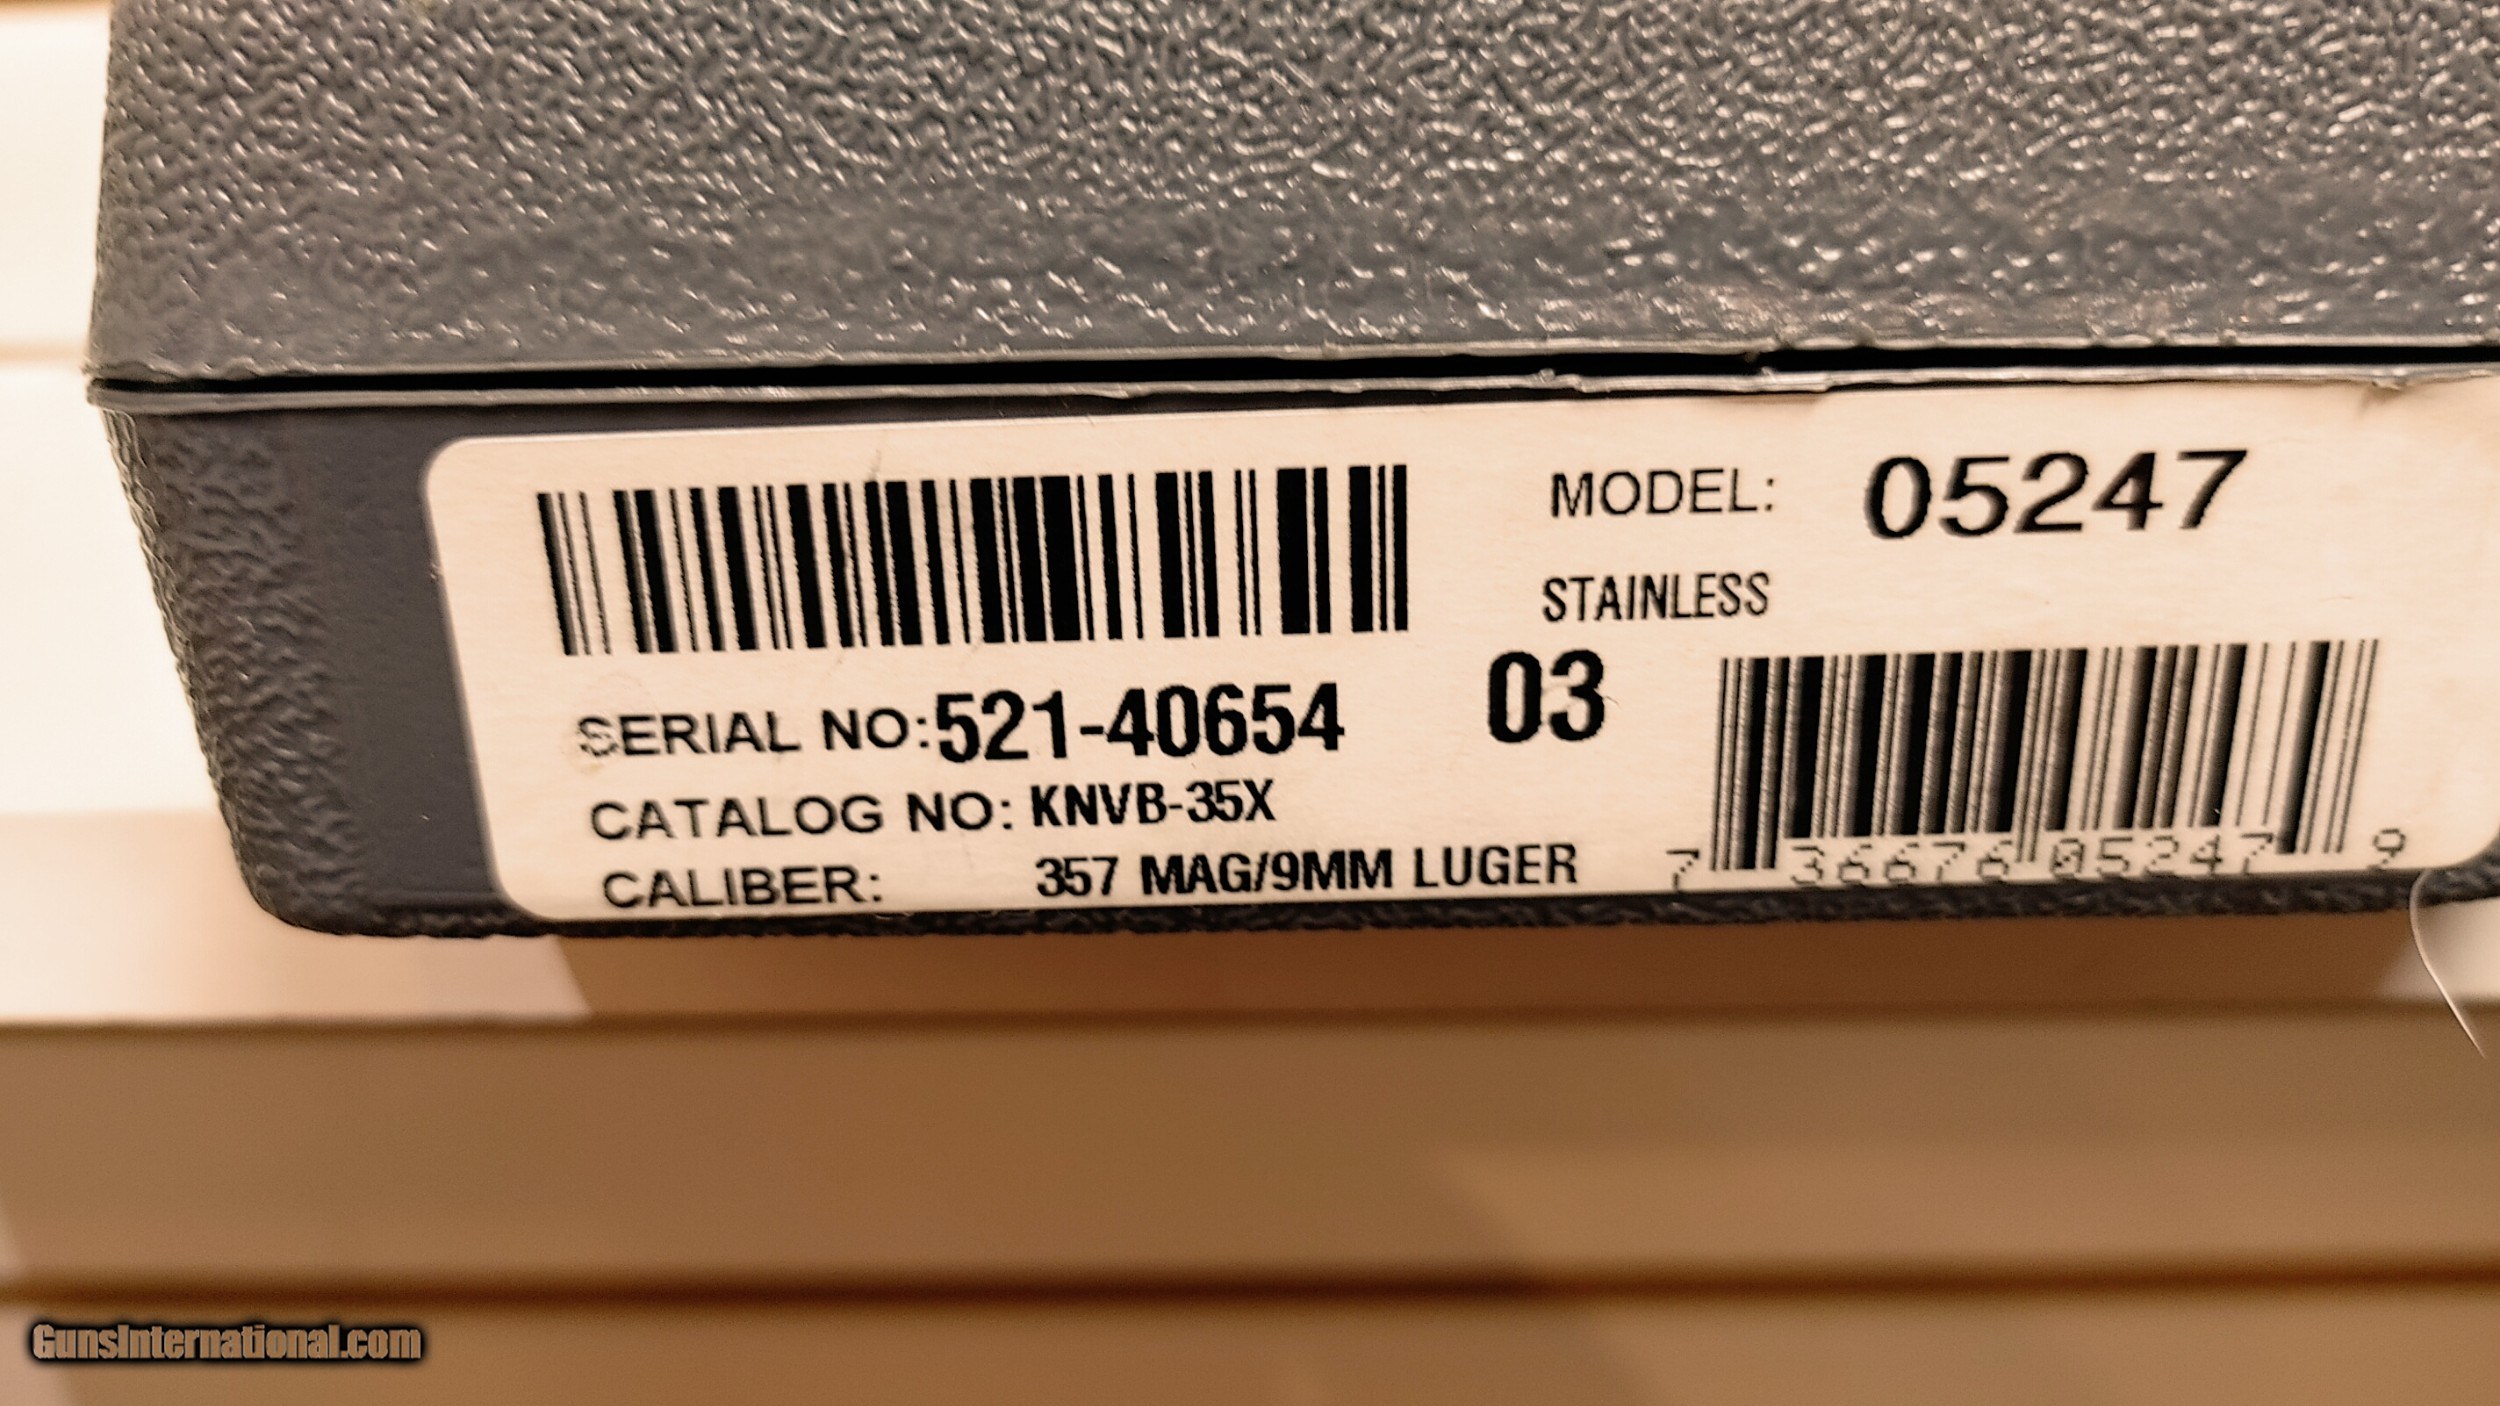 MODEL: 05247
STAINLESS
SERIAL NO: 521-40654 03
CATALOG NO: KNVB-35X
CALIBER: 357 MAG/9MM LUGER
7 36676 05247 9
GunsInternational.com